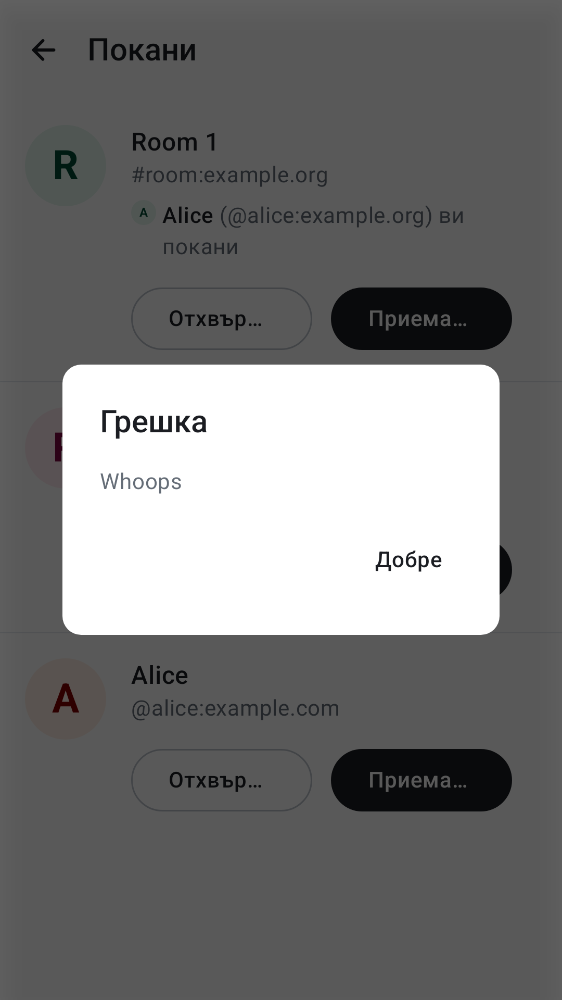 Покани
R
Room 1
#room:example.org
A Alice (@alice:example.org) ви
покани
Отхвър…
Приема…
Грешка
Whoops
Добре
A
Alice
@alice:example.com
Отхвър…
Приема…